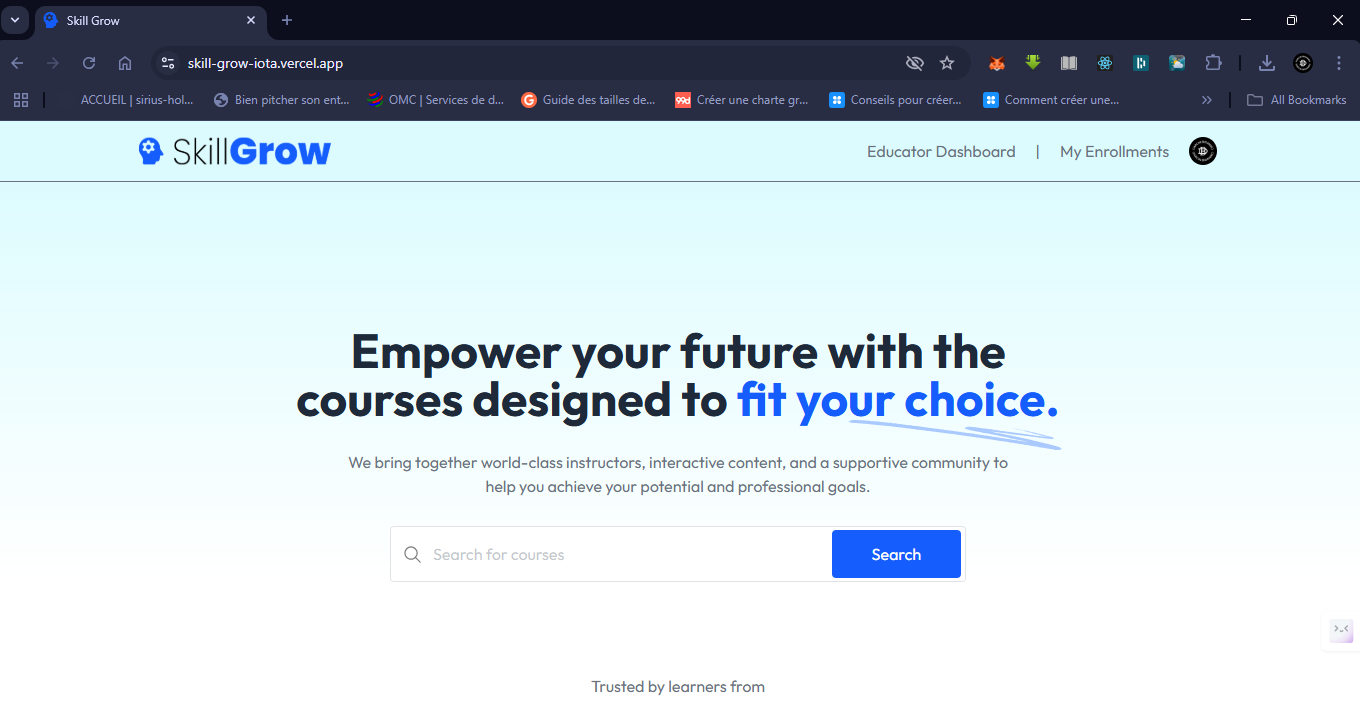 Skill Grow
skill-grow-iota.vercel.app
ACCUEIL | sirius-hol...
Bien pitcher son ent...
OMC | Services de d...
Guide des tailles de...
99d
Créer une charte gr...
Conseils pour créer...
Comment créer une...
All Bookmarks
SkillGrow
Educator Dashboard | My Enrollments
Empower your future with the
courses designed to fit your choice.
We bring together world-class instructors, interactive content, and a supportive community to
help you achieve your potential and professional goals.
Search for courses
Search
Trusted by learners from